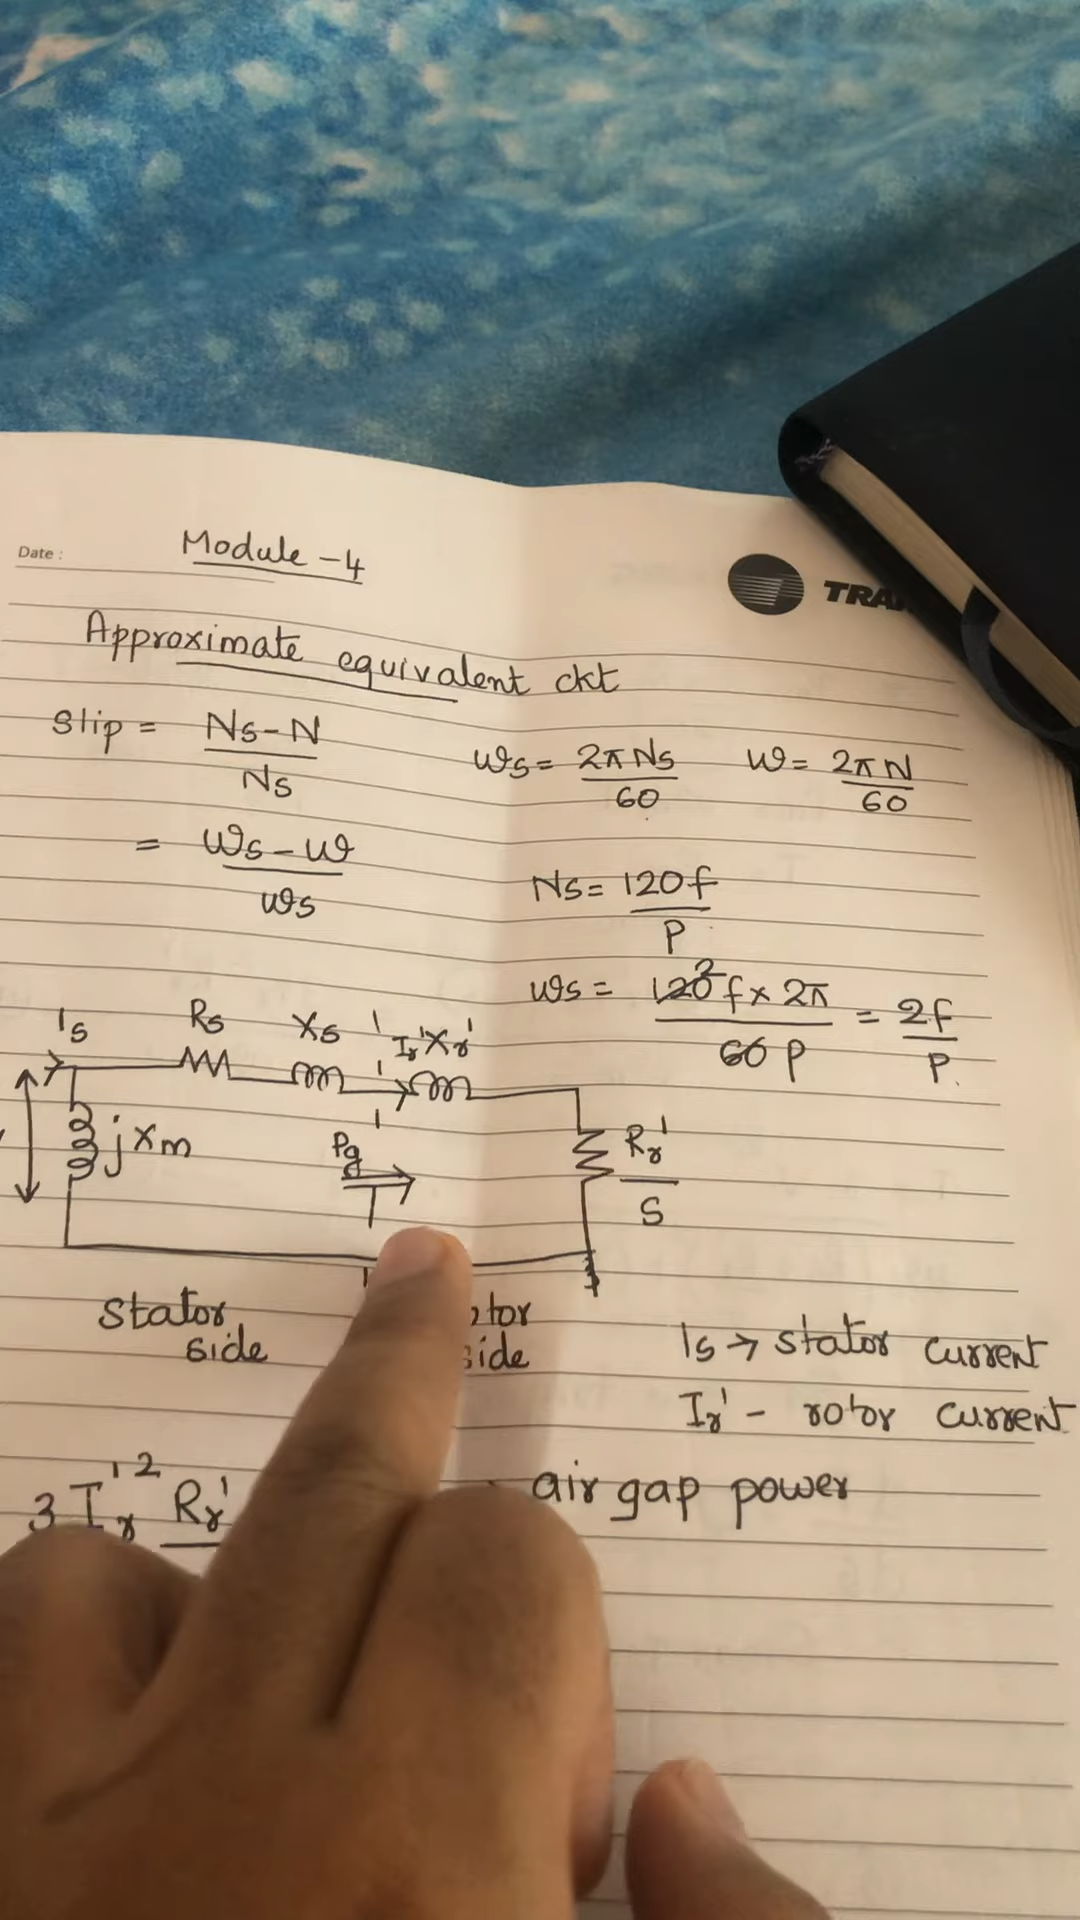 Date :
Module -4
TRA
Approximate equivalent ckt
Slip = Ns-N / Ns
ωs = 2π Ns / 60
ω = 2π N / 60
= ωs - ω / ωs
Ns = 120f / P
ωs = 120 2 f x 2π / 60 P = 2f / P.
Is Rs Xs Ir' Xr'
jxm
Pg
Rr' / S
Stator side
side
Is → stator current
Ir' - rotor current
3 Ir'² Rr'
air gap power